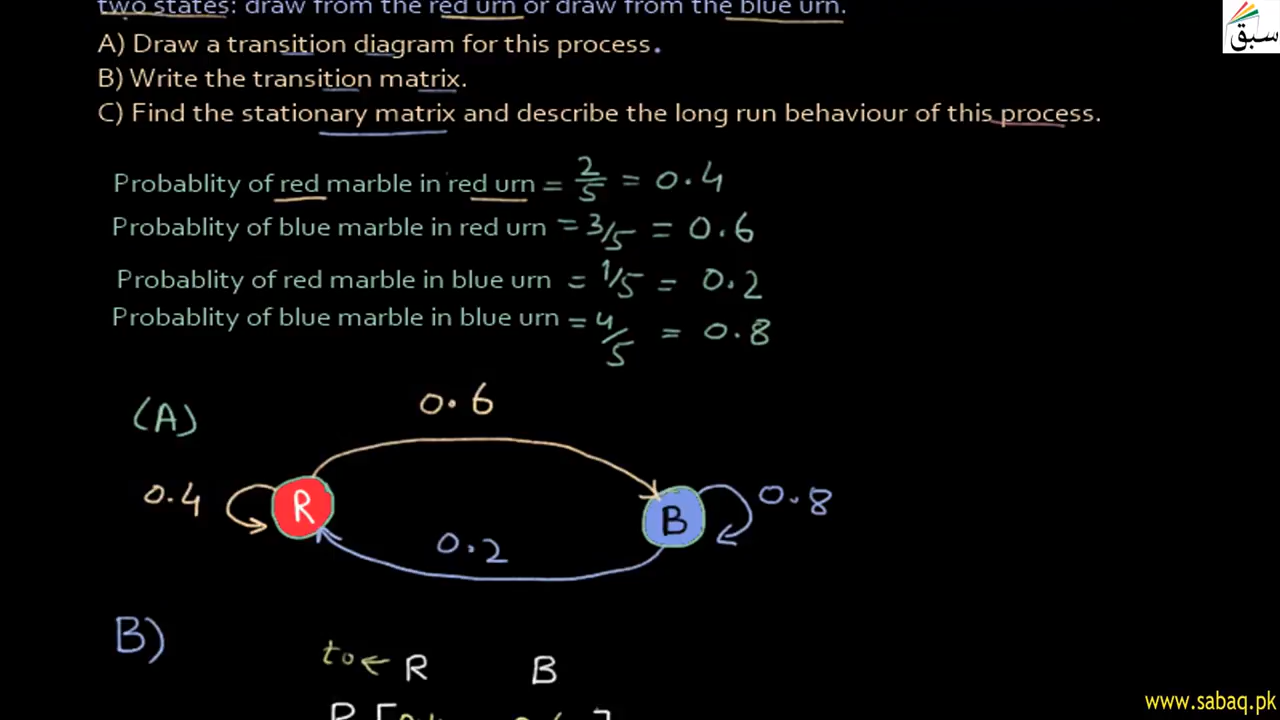 two states: draw from the red urn or draw from the blue urn.
سبق
A) Draw a transition diagram for this process.
B) Write the transition matrix.
C) Find the stationary matrix and describe the long run behaviour of this process.
Probablity of red marble in red urn = 2/5 = 0.4
Probablity of blue marble in red urn = 3/5 = 0.6
Probablity of red marble in blue urn = 1/5 = 0.2
Probablity of blue marble in blue urn = 4/5 = 0.8
(A)
0.6
0.4 R B 0.8
0.2
B)
to ← R B
R [
www.sabaq.pk